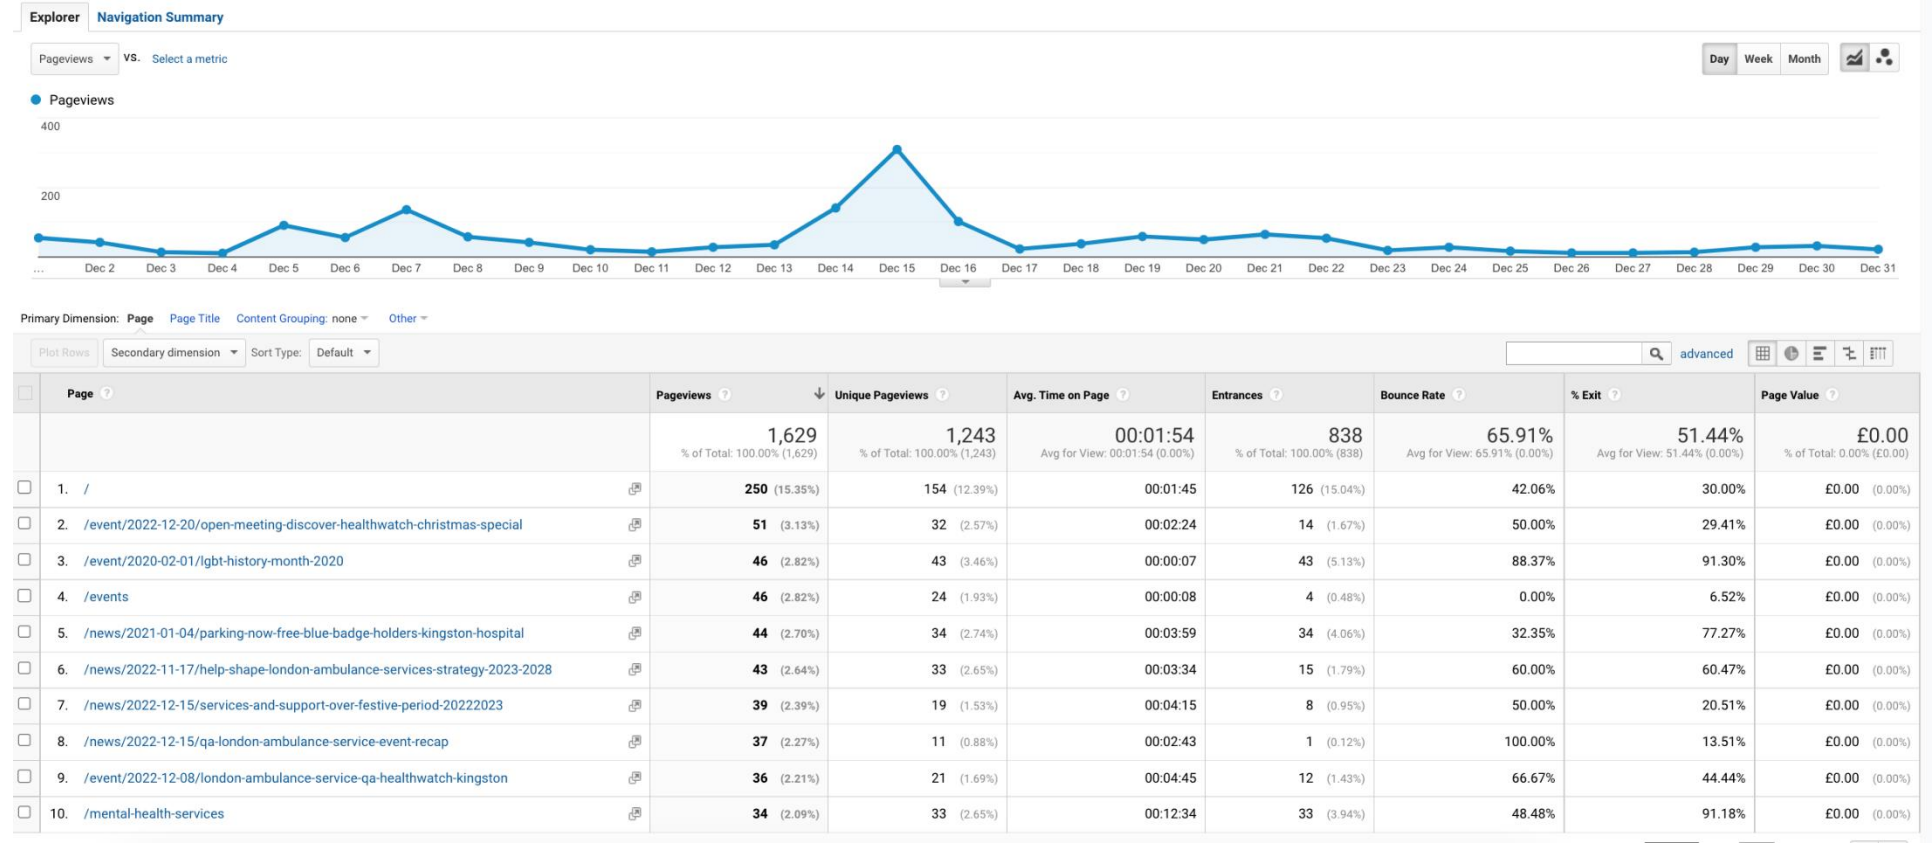 Explorer Navigation Summary
Pageviews VS. Select a metric Day Week Month
Pageviews
400
200
... Dec 2 Dec 3 Dec 4 Dec 5 Dec 6 Dec 7 Dec 8 Dec 9 Dec 10 Dec 11 Dec 12 Dec 13 Dec 14 Dec 15 Dec 16 Dec 17 Dec 18 Dec 19 Dec 20 Dec 21 Dec 22 Dec 23 Dec 24 Dec 25 Dec 26 Dec 27 Dec 28 Dec 29 Dec 30 Dec 31
Primary Dimension: Page Page Title Content Grouping: none Other
Plot Rows Secondary dimension Sort Type: Default advanced
Page ? Pageviews ? Unique Pageviews ? Avg. Time on Page ? Entrances ? Bounce Rate ? % Exit ? Page Value ?
1,629 1,243 00:01:54 838 65.91% 51.44% £0.00
% of Total: 100.00% (1,629) % of Total: 100.00% (1,243) Avg for View: 00:01:54 (0.00%) % of Total: 100.00% (838) Avg for View: 65.91% (0.00%) Avg for View: 51.44% (0.00%) % of Total: 0.00% (£0.00)
1. / 250 (15.35%) 154 (12.39%) 00:01:45 126 (15.04%) 42.06% 30.00% £0.00 (0.00%)
2. /event/2022-12-20/open-meeting-discover-healthwatch-christmas-special 51 (3.13%) 32 (2.57%) 00:02:24 14 (1.67%) 50.00% 29.41% £0.00 (0.00%)
3. /event/2020-02-01/lgbt-history-month-2020 46 (2.82%) 43 (3.46%) 00:00:07 43 (5.13%) 88.37% 91.30% £0.00 (0.00%)
4. /events 46 (2.82%) 24 (1.93%) 00:00:08 4 (0.48%) 0.00% 6.52% £0.00 (0.00%)
5. /news/2021-01-04/parking-now-free-blue-badge-holders-kingston-hospital 44 (2.70%) 34 (2.74%) 00:03:59 34 (4.06%) 32.35% 77.27% £0.00 (0.00%)
6. /news/2022-11-17/help-shape-london-ambulance-services-strategy-2023-2028 43 (2.64%) 33 (2.65%) 00:03:34 15 (1.79%) 60.00% 60.47% £0.00 (0.00%)
7. /news/2022-12-15/services-and-support-over-festive-period-20222023 39 (2.39%) 19 (1.53%) 00:04:15 8 (0.95%) 50.00% 20.51% £0.00 (0.00%)
8. /news/2022-12-15/qa-london-ambulance-service-event-recap 37 (2.27%) 11 (0.88%) 00:02:43 1 (0.12%) 100.00% 13.51% £0.00 (0.00%)
9. /event/2022-12-08/london-ambulance-service-qa-healthwatch-kingston 36 (2.21%) 21 (1.69%) 00:04:45 12 (1.43%) 66.67% 44.44% £0.00 (0.00%)
10. /mental-health-services 34 (2.09%) 33 (2.65%) 00:12:34 33 (3.94%) 48.48% 91.18% £0.00 (0.00%)